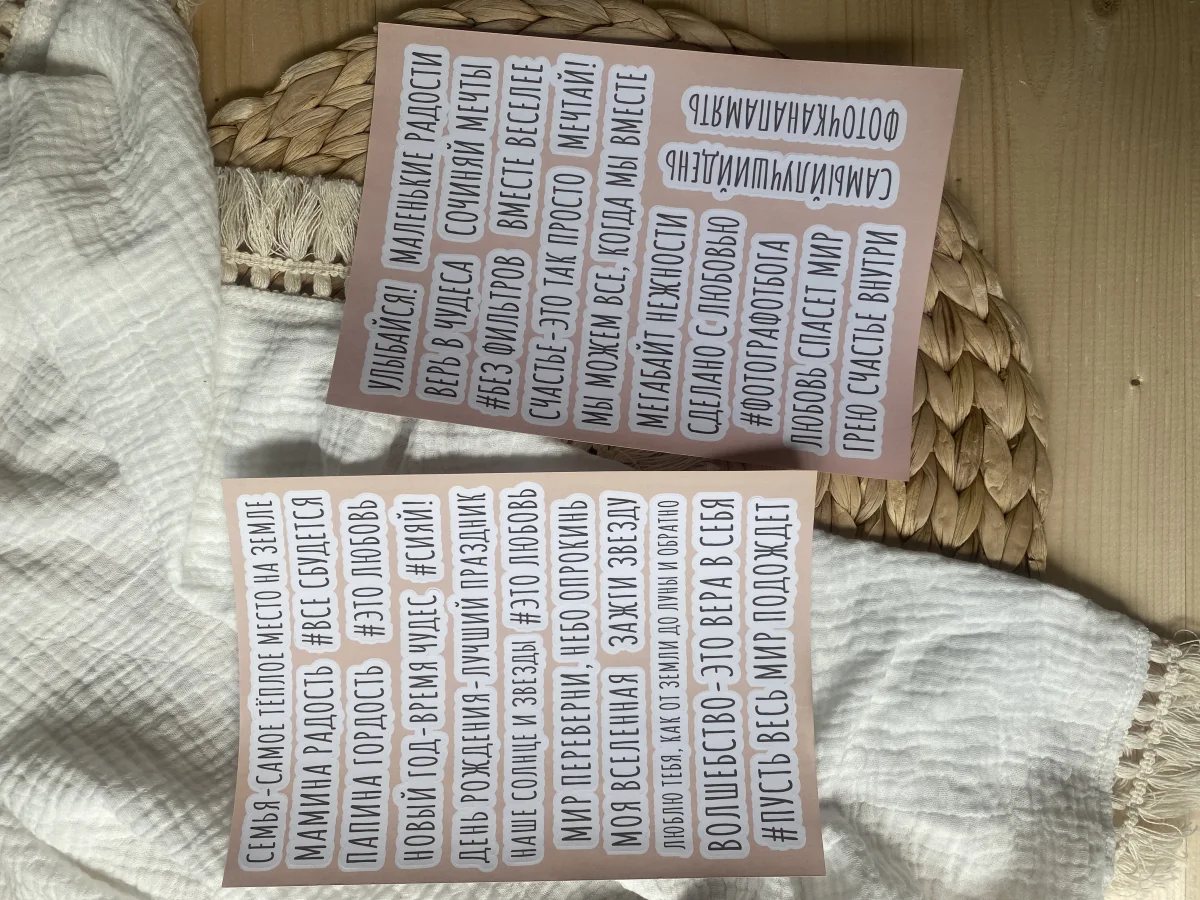 УЛЫБАЙСЯ! МАЛЕНЬКИЕ РАДОСТИ
ВЕРЬ В ЧУДЕСА СОЧИНЯЙ МЕЧТЫ
#БЕЗ ФИЛЬТРОВ ВМЕСТЕ ВЕСЕЛЕЕ
СЧАСТЬЕ-ЭТО ТАК ПРОСТО МЕЧТАЙ!
МЫ МОЖЕМ ВСЕ, КОГДА МЫ ВМЕСТЕ
МЕГАБАЙТ НЕЖНОСТИ
СДЕЛАНО С ЛЮБОВЬЮ
#ФОТОГРАФОТБОГА
ЛЮБОВЬ СПАСЕТ МИР
ГРЕЮ СЧАСТЬЕ ВНУТРИ
ФОТОЧКАНАПАМЯТЬ
САМЫЙЛУЧШИЙДЕНЬ
СЕМЬЯ-САМОЕ ТЁПЛОЕ МЕСТО НА ЗЕМЛЕ
МАМИНА РАДОСТЬ #ВСЕ СБУДЕТСЯ
ПАПИНА ГОРДОСТЬ #ЭТО ЛЮБОВЬ
НОВЫЙ ГОД-ВРЕМЯ ЧУДЕС #СИЯЙ!
ДЕНЬ РОЖДЕНИЯ-ЛУЧШИЙ ПРАЗДНИК
НАШЕ СОЛНЦЕ И ЗВЕЗДЫ #ЭТО ЛЮБОВЬ
МИР ПЕРЕВЕРНИ, НЕБО ОПРОКИНЬ
МОЯ ВСЕЛЕННАЯ ЗАЖГИ ЗВЕЗДУ
ЛЮБЛЮ ТЕБЯ, КАК ОТ ЗЕМЛИ ДО ЛУНЫ И ОБРАТНО
ВОЛШЕБСТВО-ЭТО ВЕРА В СЕБЯ
#ПУСТЬ ВЕСЬ МИР ПОДОЖДЕТ